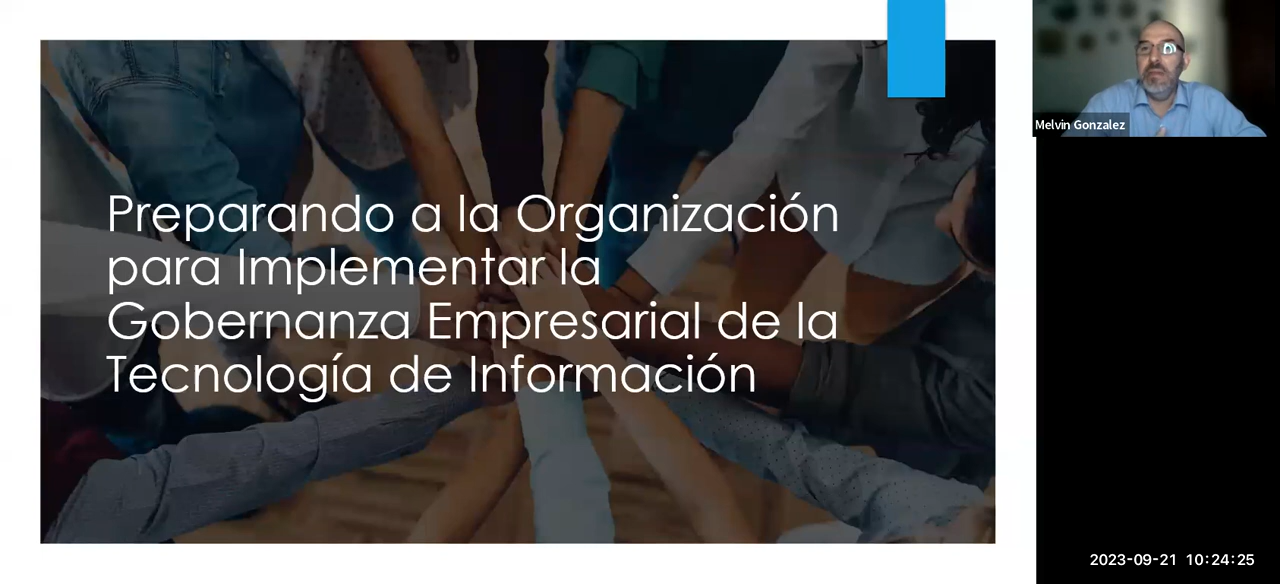 Preparando a la Organización
para Implementar la
Gobernanza Empresarial de la
Tecnología de Información
Melvin Gonzalez
2023-09-21 10:24:25